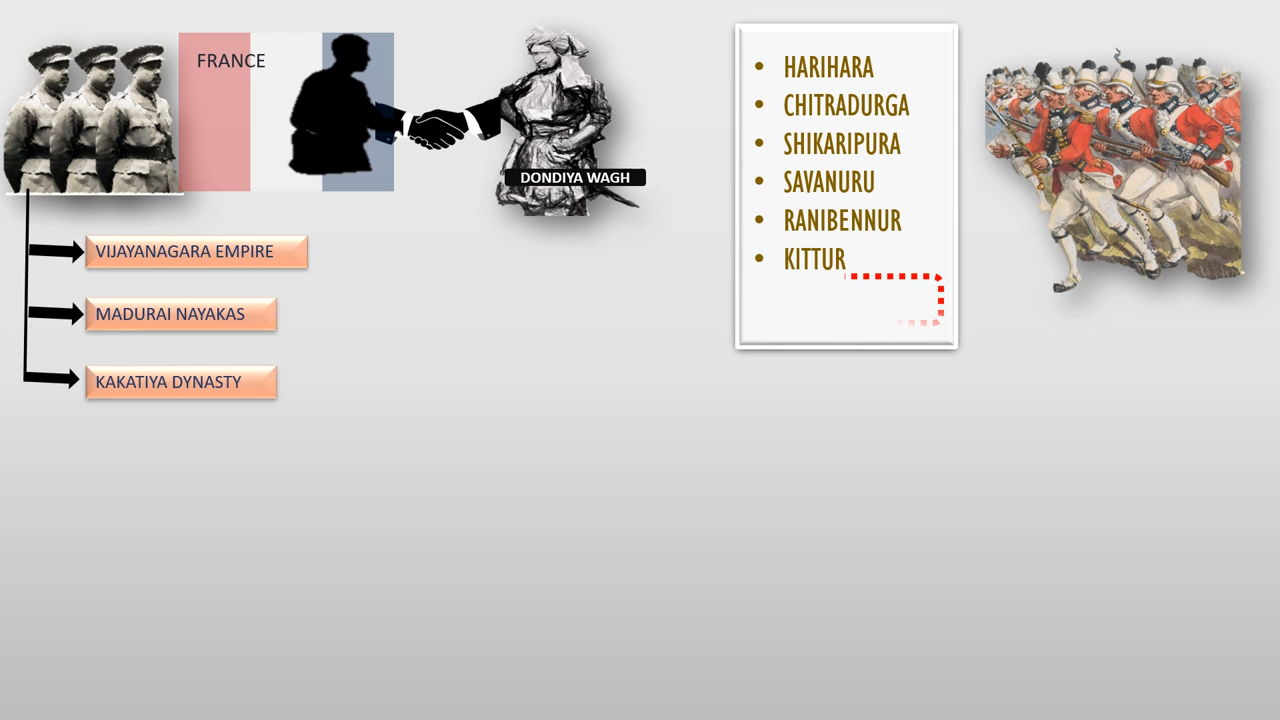 FRANCE
DONDIYA WAGH
VIJAYANAGARA EMPIRE
MADURAI NAYAKAS
KAKATIYA DYNASTY
• HARIHARA
• CHITRADURGA
• SHIKARIPURA
• SAVANURU
• RANIBENNUR
• KITTUR